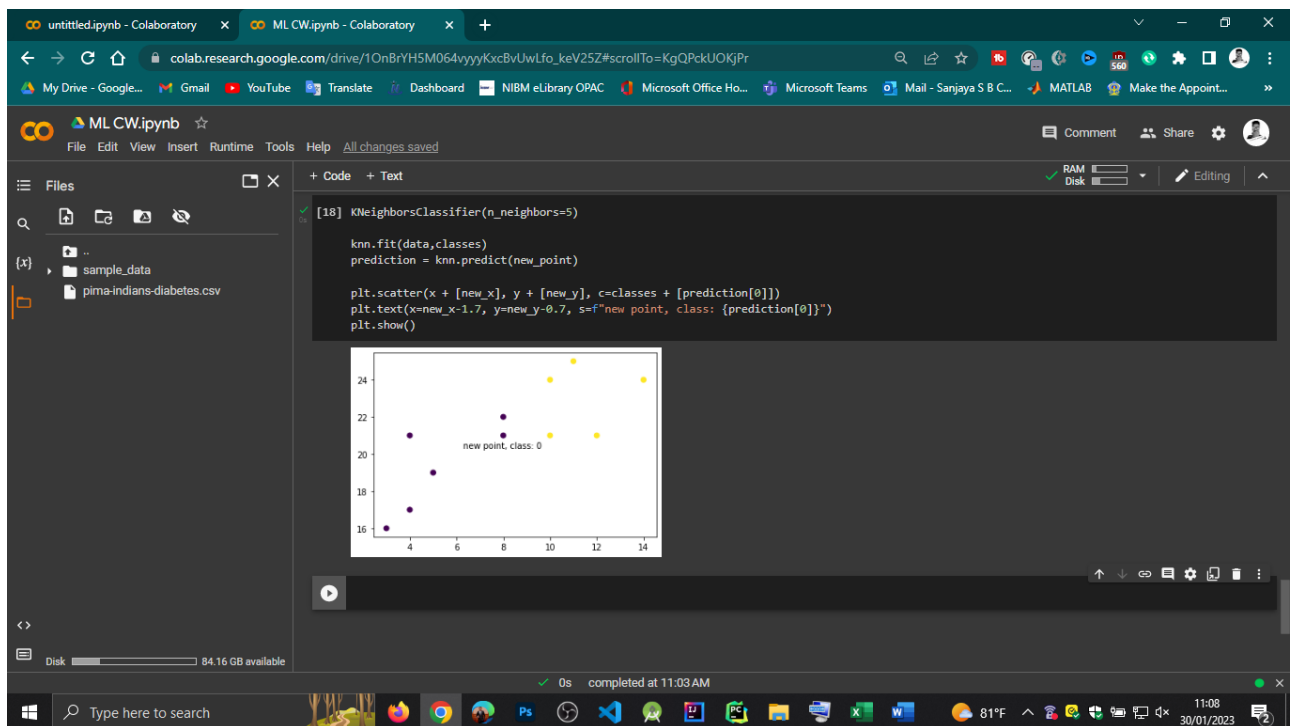 untittled.ipynb - Colaboratory
ML CW.ipynb - Colaboratory
colab.research.google.com/drive/1OnBrYH5M064vyyyKxcBvUwLfo_keV25Z#scrollTo=KgQPckUOKjPr
560
My Drive - Google... Gmail YouTube Translate Dashboard NIBM eLibrary OPAC Microsoft Office Ho... Microsoft Teams Mail - Sanjaya S B C... MATLAB Make the Appoint... »
CO ML CW.ipynb
File Edit View Insert Runtime Tools Help All changes saved
Comment Share
Files
+ Code + Text
RAM
Disk
Editing
{x}
..
sample_data
pima-indians-diabetes.csv
[18] KNeighborsClassifier(n_neighbors=5)
0s
knn.fit(data,classes)
prediction = knn.predict(new_point)
plt.scatter(x + [new_x], y + [new_y], c=classes + [prediction[0]])
plt.text(x=new_x-1.7, y=new_y-0.7, s=f"new point, class: {prediction[0]}")
plt.show()
24
22
20
18
16
new point, class: 0
4 6 8 10 12 14
<>
Disk 84.16 GB available
0s completed at 11:03 AM
Type here to search
Ps
81°F
11:08
30/01/2023
2